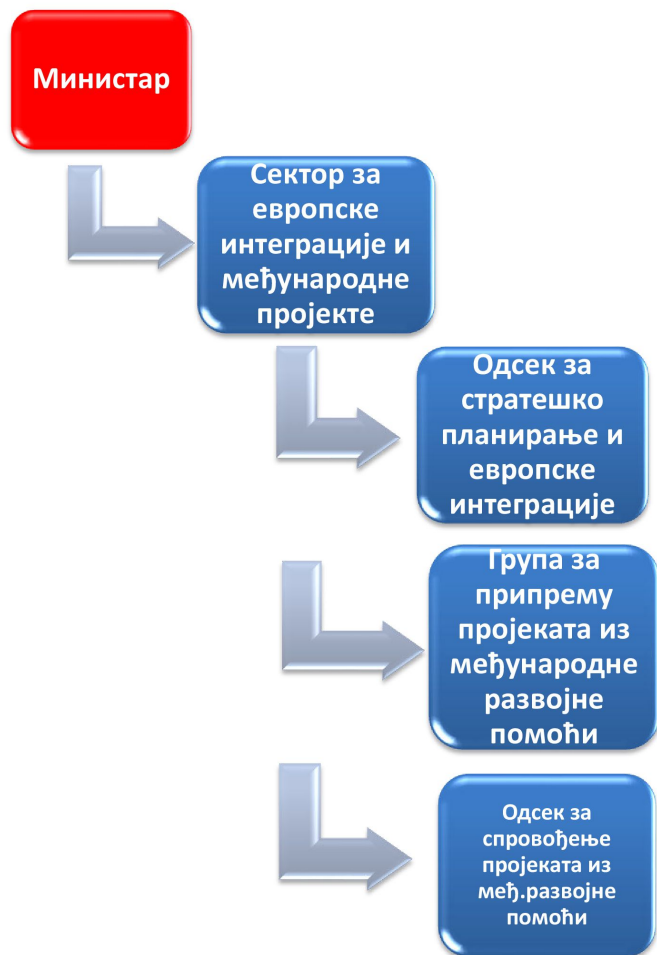 Министар
Сектор за
европске
интеграције и
међународне
пројекте
Одсек за
стратешко
планирање и
европске
интеграције
Група за
припрему
пројеката из
међународне
развојне
помоћи
Одсек за
спровођење
пројеката из
међ.развојне
помоћи